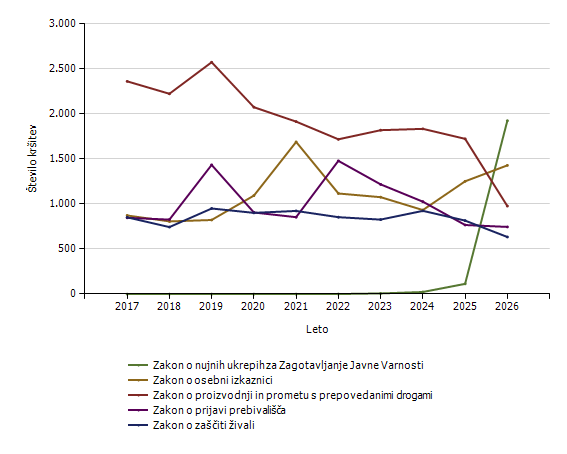 3.000
2.500
2.000
1.500
1.000
500
0
Število kršitev
2017 2018 2019 2020 2021 2022 2023 2024 2025 2026
Leto
Zakon o nujnih ukrepih za Zagotavljanje Javne Varnosti
Zakon o osebni izkaznici
Zakon o proizvodnji in prometu s prepovedanimi drogami
Zakon o prijavi prebivališča
Zakon o zaščiti živali